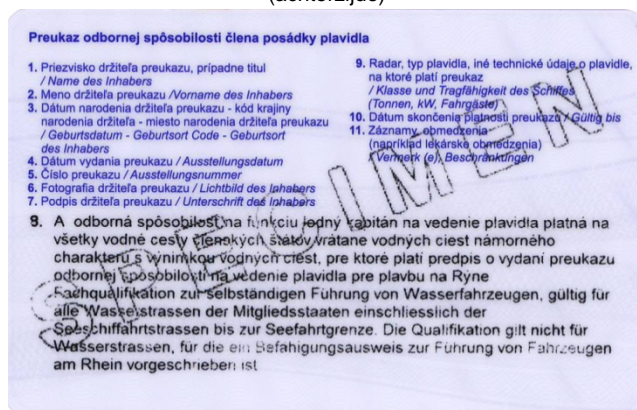 (achterzijde)
Preukaz odbornej spôsobilosti člena posádky plavidla
1. Priezvisko držiteľa preukazu, prípadne titul
/ Name des Inhabers
2. Meno držiteľa preukazu /Vorname des Inhabers
3. Dátum narodenia držiteľa preukazu - kód krajiny
narodenia držiteľa - miesto narodenia držiteľa preukazu
/ Geburtsdatum - Geburtsort Code - Geburtsort
des Inhabers
4. Dátum vydania preukazu / Ausstellungsdatum
5. Číslo preukazu / Ausstellungsnummer
6. Fotografia držiteľa preukazu / Lichtbild des Inhabers
7. Podpis držiteľa preukazu / Unterschrift des Inhabers
9. Radar, typ plavidla, iné technické údaje o plavidle,
na ktoré platí preukaz
/ Klasse und Tragfähigkeit des Schiffes
(Tonnen, kW, Fahrgäste)
10. Dátum skončenia platnosti preukazu / Gültig bis
11. Záznamy, obmedzenia
(napríklad lekárske obmedzenia)
/ Vermerk (e), Beschränkungen
8. A odborná spôsobilosť na funkciu lodný kapitán na vedenie plavidla platná na
všetky vodné cesty členských štátov vrátane vodných ciest námorného
charakteru s výnimkou vodných ciest, pre ktoré platí predpis o vydaní preukazu
odbornej spôsobilosti na vedenie plavidla pre plavbu na Rýne
Fachqualifikation zur selbständigen Führung von Wasserfahrzeugen, gültig für
alle Wasserstrassen der Mitgliedsstaaten einschliesslich der
Seeschiffahrtstrassen bis zur Seefahrtgrenze. Die Qualifikation gilt nicht für
Wasserstrassen, für die ein Befahigungsausweis zur Führung von Fahrzeugen
am Rhein vorgeschrieben ist
SPECIMEN